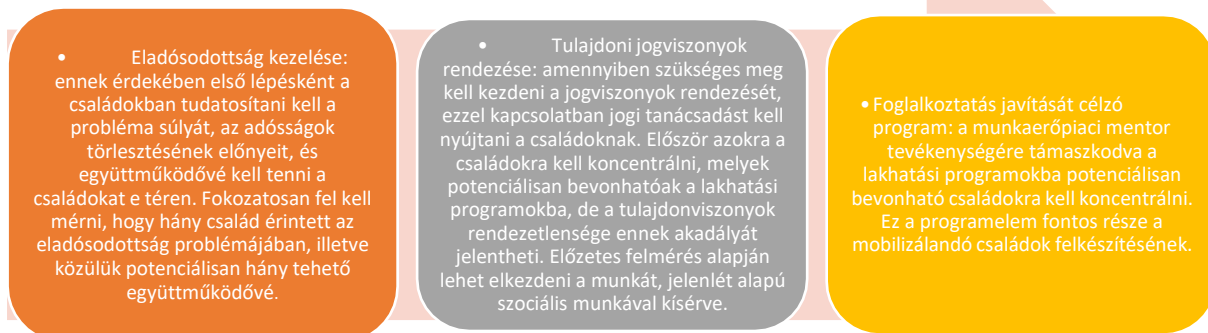 • Eladósodottság kezelése:
ennek érdekében első lépésként a
családokban tudatosítani kell a
probléma súlyát, az adósságok
törlesztésének előnyeit, és
együttműködővé kell tenni a
családokat e téren. Fokozatosan fel kell
mérni, hogy hány család érintett az
eladósodottság problémájában, illetve
közülük potenciálisan hány tehető
együttműködővé.
• Tulajdoni jogviszonyok
rendezése: amennyiben szükséges meg
kell kezdeni a jogviszonyok rendezését,
ezzel kapcsolatban jogi tanácsadást kell
nyújtani a családoknak. Először azokra a
családokra kell koncentrálni, melyek
potenciálisan bevonhatóak a lakhatási
programokba, de a tulajdonviszonyok
rendezetlensége ennek akadályát
jelentheti. Előzetes felmérés alapján
lehet elkezdeni a munkát, jelenlét alapú
szociális munkával kísérve.
• Foglalkoztatás javítását célzó
program: a munkaerőpiaci mentor
tevékenységére támaszkodva a
lakhatási programokba potenciálisan
bevonható családokra kell koncentrálni.
Ez a programelem fontos része a
mobilizálandó családok felkészítésének.